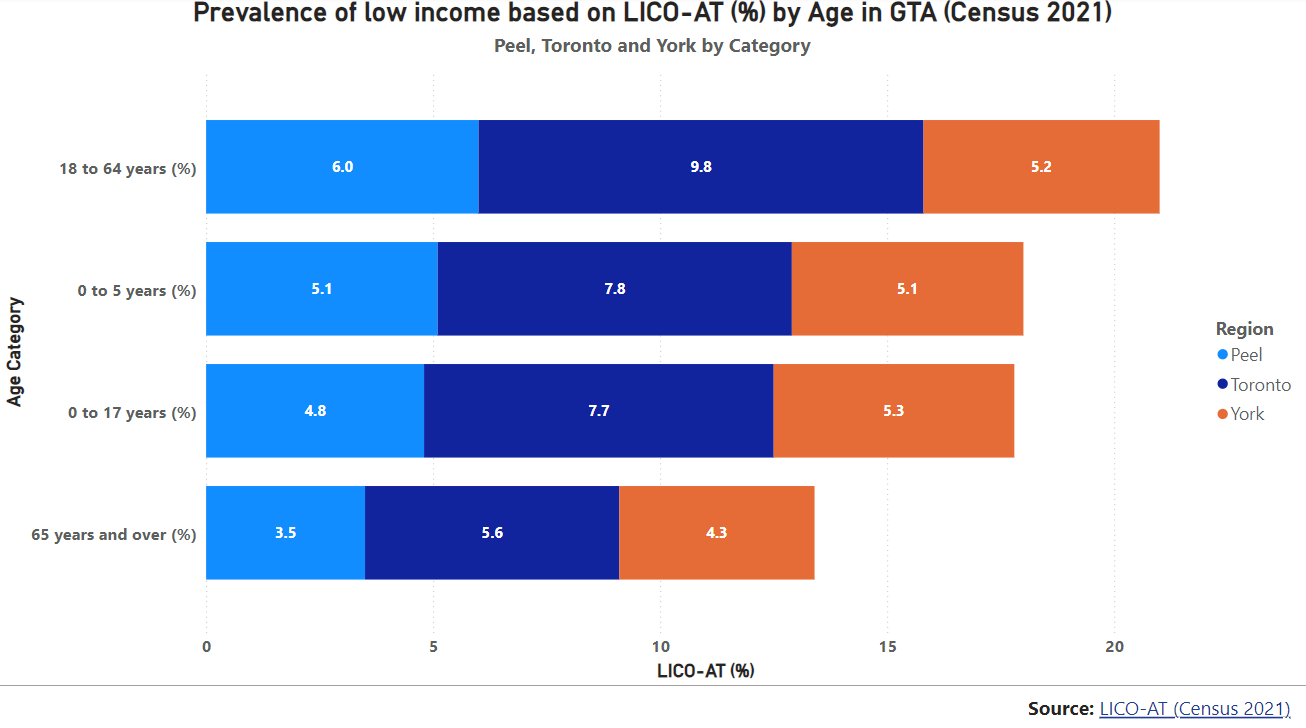 Prevalence of low income based on LICO-AT (%) by Age in GTA (Census 2021)
Peel, Toronto and York by Category
18 to 64 years (%)
6.0
9.8
5.2
0 to 5 years (%)
5.1
7.8
5.1
0 to 17 years (%)
4.8
7.7
5.3
65 years and over (%)
3.5
5.6
4.3
Age Category
0
5
10
15
20
LICO-AT (%)
Region
Peel
Toronto
York
Source: LICO-AT (Census 2021)